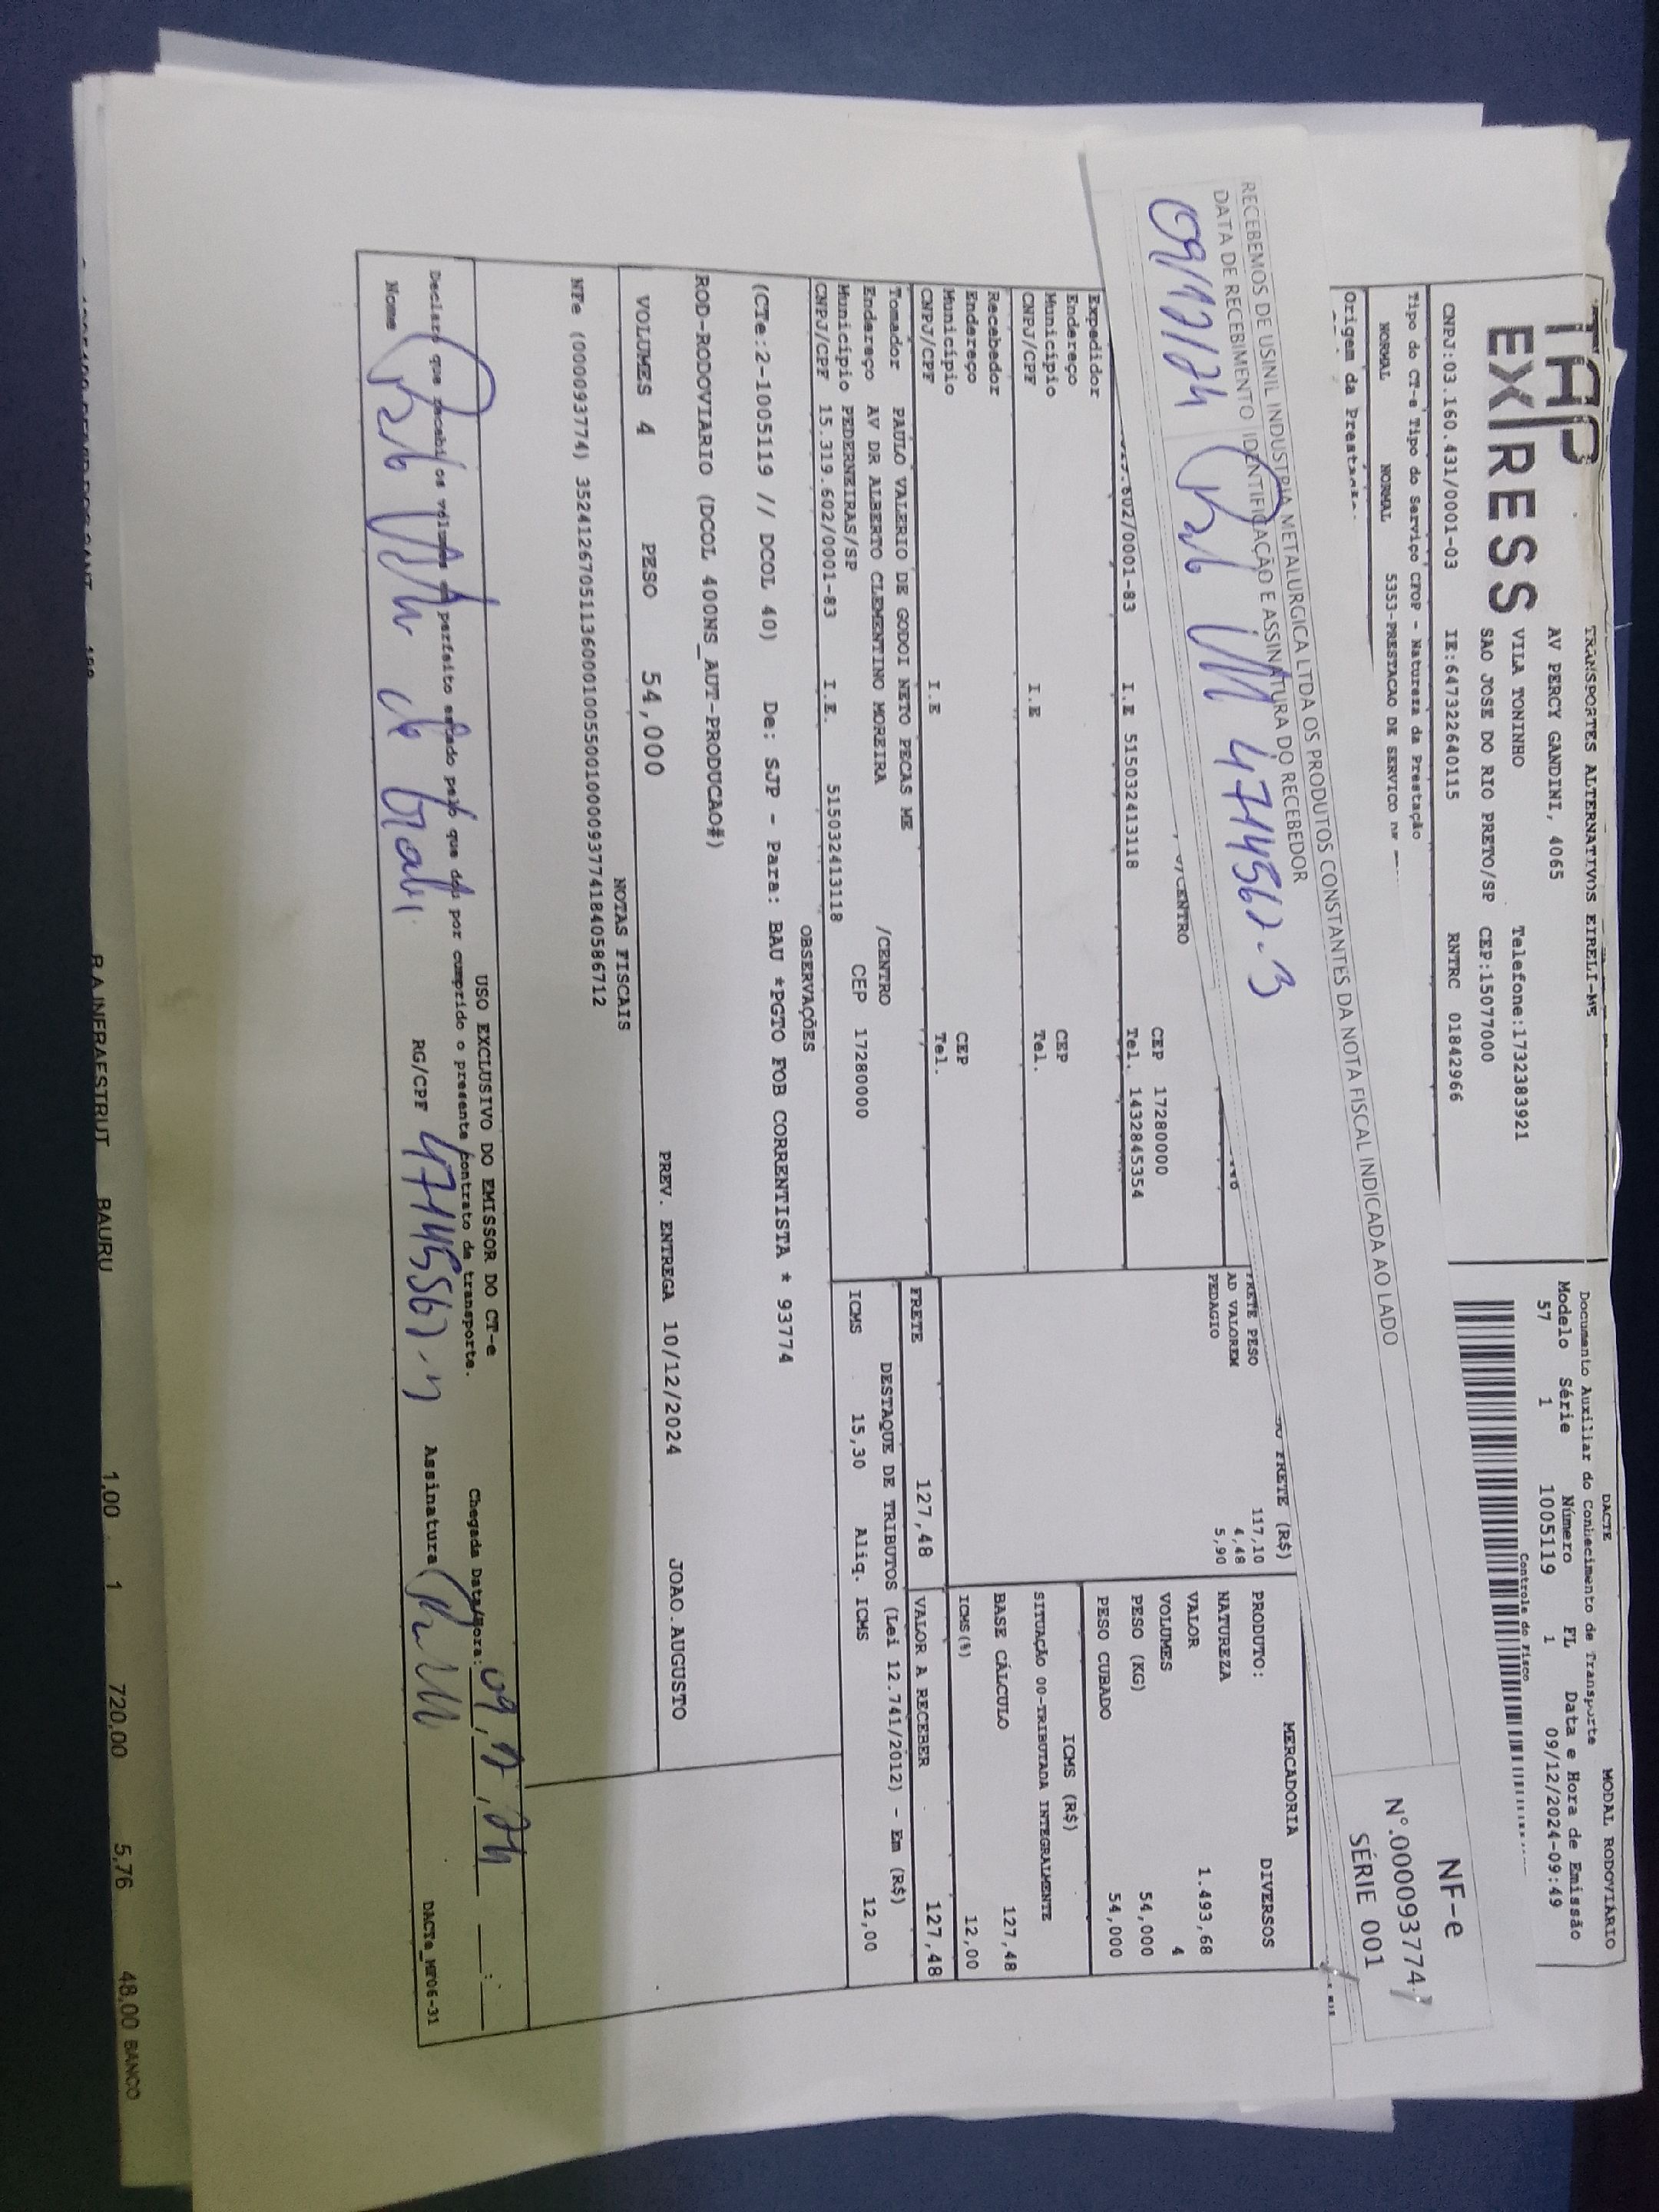 TAP
EXPRESS
TRANSPORTES ALTERNATIVOS EIRELI-ME
AV PERCY GANDINI, 4065
VILA TONINHO Telefone:1732383921
SAO JOSE DO RIO PRETO/SP CEP:15077000
CNPJ:03.160.431/0001-03 IE:647322640115 RNTRC 01842966
DACTE MODAL RODOVIÁRIO
Documento Auxiliar do Conhecimento de Transporte
Modelo Série Número FL Data e Hora de Emissão
57 1 1005119 1 09/12/2024-09:49
Controle do Fisco
Tipo do CT-e Tipo do Serviço CFOP - Natureza da Prestação
NORMAL NORMAL 5353-PRESTACAO DE SERVICO
Origem da
RECEBEMOS DE USINIL INDUSTRIA METALURGICA LTDA OS PRODUTOS CONSTANTES DA NOTA FISCAL INDICADA AO LADO
DATA DE RECEBIMENTO IDENTIFICAÇÃO E ASSINATURA DO RECEBEDOR
09/12/24
NF-e
N°.000093774
SÉRIE 001
/CENTRO
CEP 17280000
.602/0001-83 I.E 515032413118 Tel. 1432845354
Expedidor
Endereço CEP
Município Tel.
CNPJ/CPF I.E
Recebedor
Endereço CEP
Município Tel.
CNPJ/CPF I.E
Tomador PAULO VALERIO DE GODOI NETO PECAS ME
Endereço AV DR ALBERTO CLEMENTINO MOREIRA /CENTRO
Município PEDERNEIRAS/SP CEP 17280000
CNPJ/CPF 15.319.602/0001-83 I.E. 515032413118
FRETE (R$)
FRETE PESO 117,10
AD VALOREM 4,48
PEDAGIO 5,90
MERCADORIA
PRODUTO: DIVERSOS
NATUREZA
VALOR 1.493,68
VOLUMES 4
PESO (KG) 54,000
PESO CUBADO 54,000
ICMS (R$)
SITUAÇÃO 00-TRIBUTADA INTEGRALMENTE
BASE CÁLCULO 127,48
ICMS(%) 12,00
FRETE 127,48 VALOR A RECEBER 127,48
DESTAQUE DE TRIBUTOS (Lei 12.741/2012) - Em (R$)
ICMS 15,30 Aliq. ICMS 12,00
OBSERVAÇÕES
(CTe:2-1005119 // DCOL 40) De: SJP - Para: BAU *PGTO FOB CORRENTISTA * 93774
ROD-RODOVIARIO (DCOL 400NS_AUT-PRODUCAO#)
VOLUMES 4 PESO 54,000 PREV. ENTREGA 10/12/2024 JOAO.AUGUSTO
NOTAS FISCAIS
NFe (000093774) 35241267051136000100550010000937741840586712
USO EXCLUSIVO DO EMISSOR DO CT-e
Declaro que recebi os volumes em perfeito estado pelo que dou por cumprido o presente contrato de transporte. Chegada Data/Hora:
Nome RG/CPF Assinatura
DACTe_MF06-31
R A INFRAESTRUT BAURU 1,00 1 720,00 5,76 48,00 BANCO